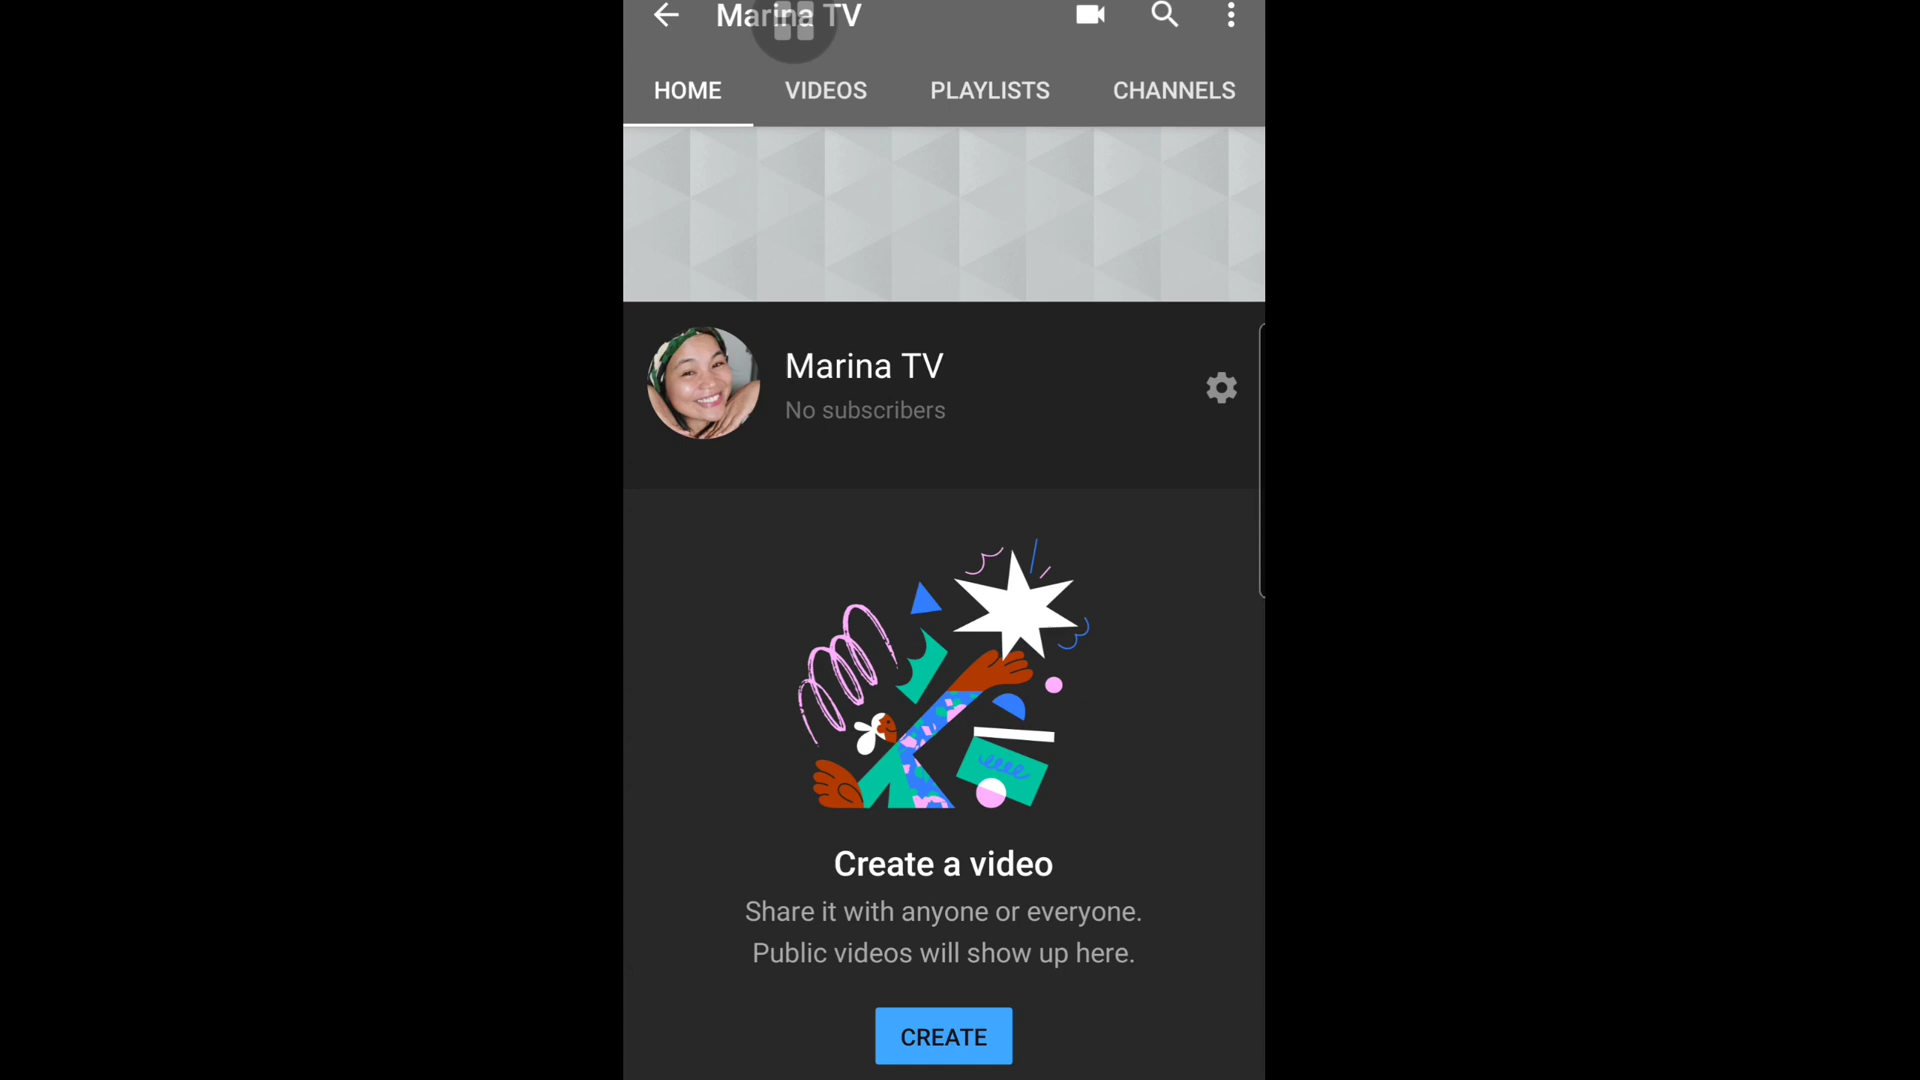 Marina TV
HOME VIDEOS PLAYLISTS CHANNELS
Marina TV
No subscribers
Create a video
Share it with anyone or everyone.
Public videos will show up here.
CREATE